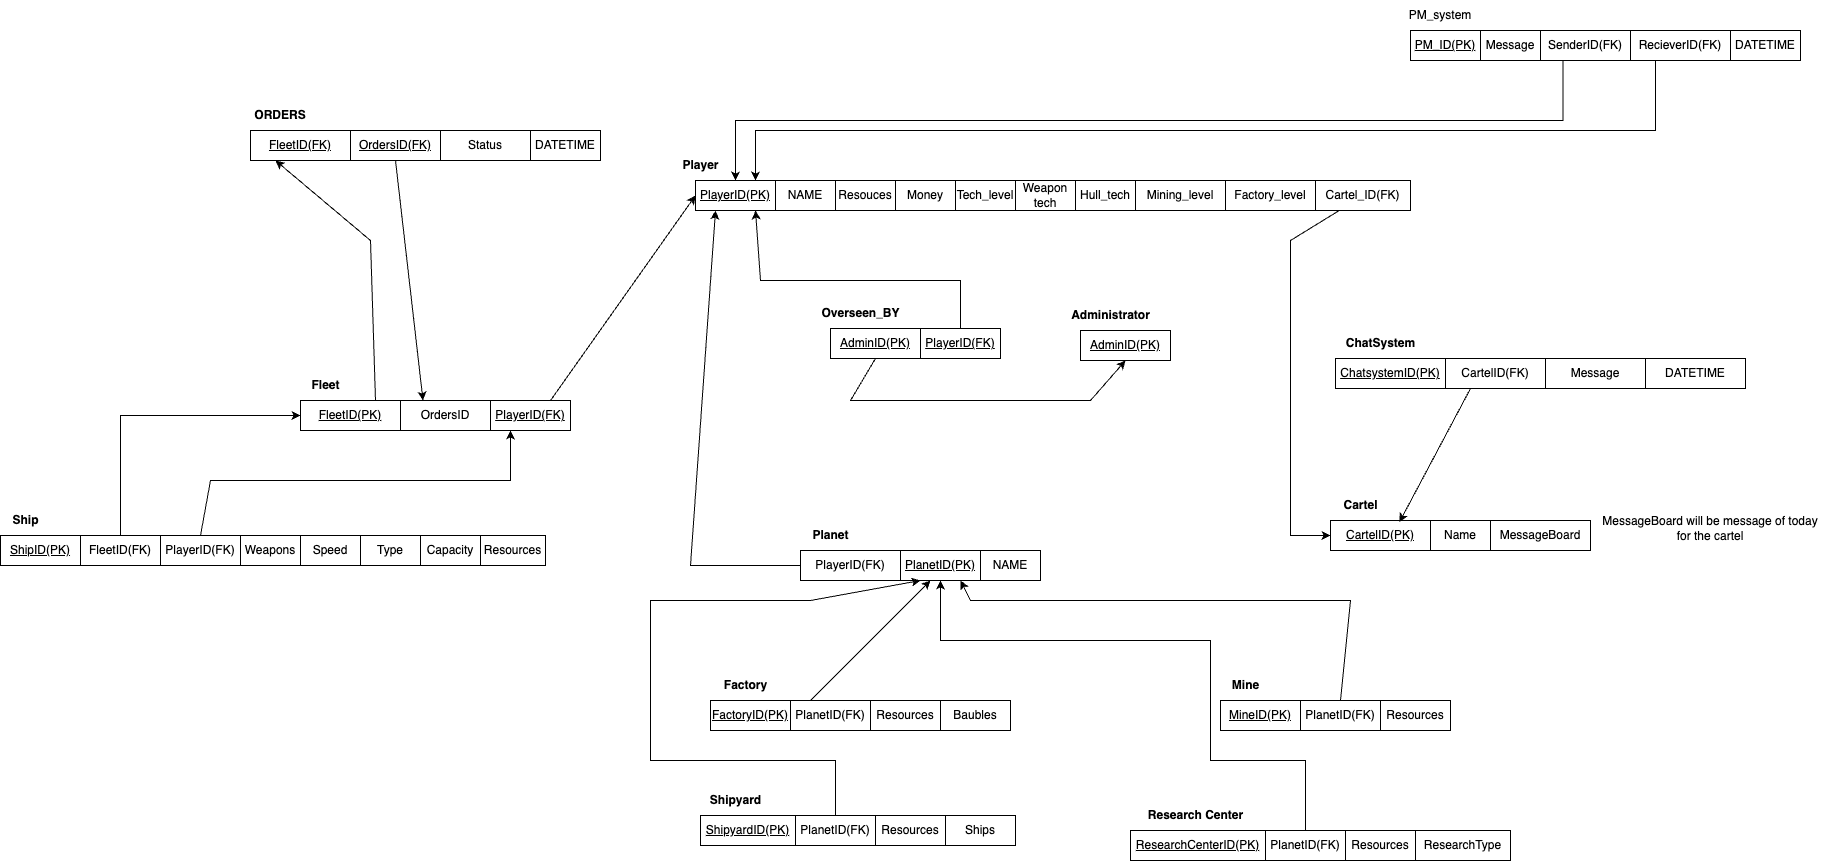 PM_system
PM_ID(PK) Message SenderID(FK) RecieverID(FK) DATETIME
ORDERS
FleetID(FK) OrdersID(FK) Status DATETIME
Player
PlayerID(PK) NAME Resouces Money Tech_level Weapon tech Hull_tech Mining_level Factory_level Cartel_ID(FK)
Overseen_BY
AdminID(PK) PlayerID(FK)
Administrator
AdminID(PK)
ChatSystem
ChatsystemID(PK) CartelID(FK) Message DATETIME
Fleet
FleetID(PK) OrdersID PlayerID(FK)
Ship
ShipID(PK) FleetID(FK) PlayerID(FK) Weapons Speed Type Capacity Resources
Cartel
CartelID(PK) Name MessageBoard
MessageBoard will be message of today
for the cartel
Planet
PlayerID(FK) PlanetID(PK) NAME
Factory
FactoryID(PK) PlanetID(FK) Resources Baubles
Mine
MineID(PK) PlanetID(FK) Resources
Shipyard
ShipyardID(PK) PlanetID(FK) Resources Ships
Research Center
ResearchCenterID(PK) PlanetID(FK) Resources ResearchType